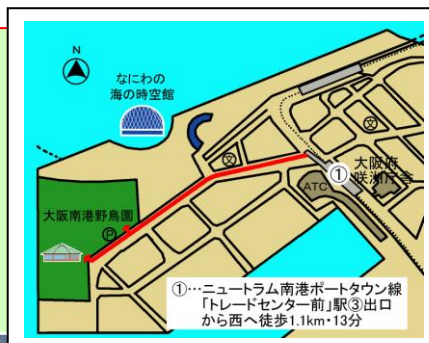 N
なにわの
海の時空館
文
文
大阪府
咲洲庁舎
①
ATC
大阪南港野鳥園
P
①…ニュートラム南港ポートタウン線
「トレードセンター前」駅③出口
から西へ徒歩1.1km・13分